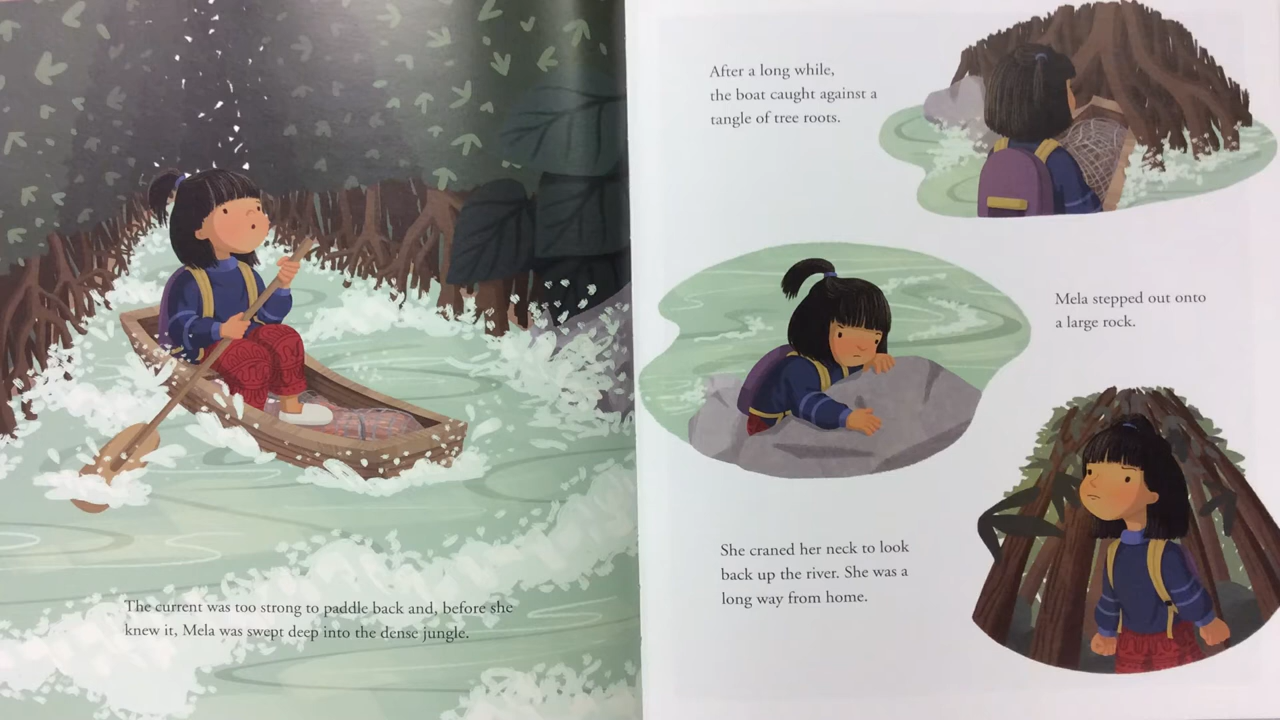 The current was too strong to paddle back and, before she
knew it, Mela was swept deep into the dense jungle.
After a long while,
the boat caught against a
tangle of tree roots.
Mela stepped out onto
a large rock.
She craned her neck to look
back up the river. She was a
long way from home.